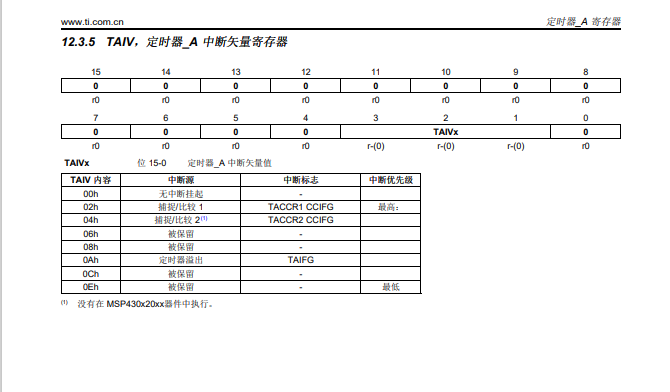 www.ti.com.cn 定时器_A 寄存器
12.3.5 TAIV，定时器_A 中断矢量寄存器
15 14 13 12 11 10 9 8
0 0 0 0 0 0 0 0
r0 r0 r0 r0 r0 r0 r0 r0
7 6 5 4 3 2 1 0
0 0 0 0 TAIVx 0
r0 r0 r0 r0 r-(0) r-(0) r-(0) r0
TAIVx 位 15-0 定时器_A 中断矢量值
TAIV 内容 中断源 中断标志 中断优先级
00h 无中断挂起 -
02h 捕捉/比较 1 TACCR1 CCIFG 最高：
04h 捕捉/比较 2(1) TACCR2 CCIFG
06h 被保留 -
08h 被保留 -
0Ah 定时器溢出 TAIFG
0Ch 被保留 -
0Eh 被保留 - 最低
(1) 没有在 MSP430x20xx器件中执行。